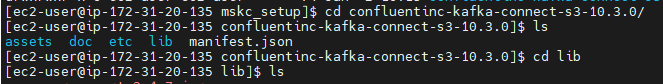 [ec2-user@ip-172-31-20-135 mskc_setup]$ cd confluentinc-kafka-connect-s3-10.3.0/
[ec2-user@ip-172-31-20-135 confluentinc-kafka-connect-s3-10.3.0]$ ls
assets doc etc lib manifest.json
[ec2-user@ip-172-31-20-135 confluentinc-kafka-connect-s3-10.3.0]$ cd lib
[ec2-user@ip-172-31-20-135 lib]$ ls